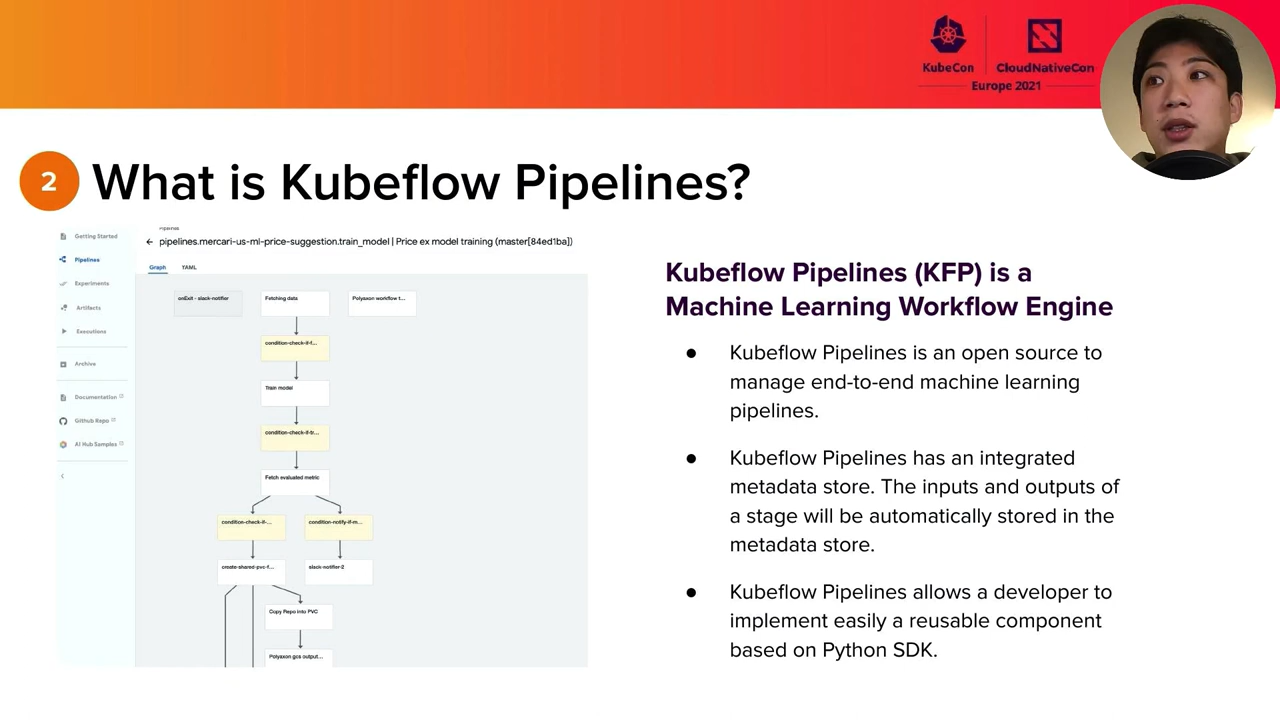 KubeCon
CloudNativeCon
Europe 2021
2
What is Kubeflow Pipelines?
Pipelines
pipelines.mercari-us-ml-price-suggestion.train_model | Price ex model training (master[84ed1ba])
Graph
YAML
Getting Started
Pipelines
Experiments
Artifacts
Executions
Archive
Documentation
Github Repo
AI Hub Samples
onExit - slack-notifier
Fetching data
Polyaxon workflow t...
condition-check-if-f...
Train model
condition-check-if-tr...
Fetch evaluated metric
condition-check-if-...
condition-notify-if-m...
create-shared-pvc-f...
slack-notifier-2
Copy Repo into PVC
Polyaxon gcs output...
Kubeflow Pipelines (KFP) is a
Machine Learning Workflow Engine
● Kubeflow Pipelines is an open source to
manage end-to-end machine learning
pipelines.
● Kubeflow Pipelines has an integrated
metadata store. The inputs and outputs of
a stage will be automatically stored in the
metadata store.
● Kubeflow Pipelines allows a developer to
implement easily a reusable component
based on Python SDK.